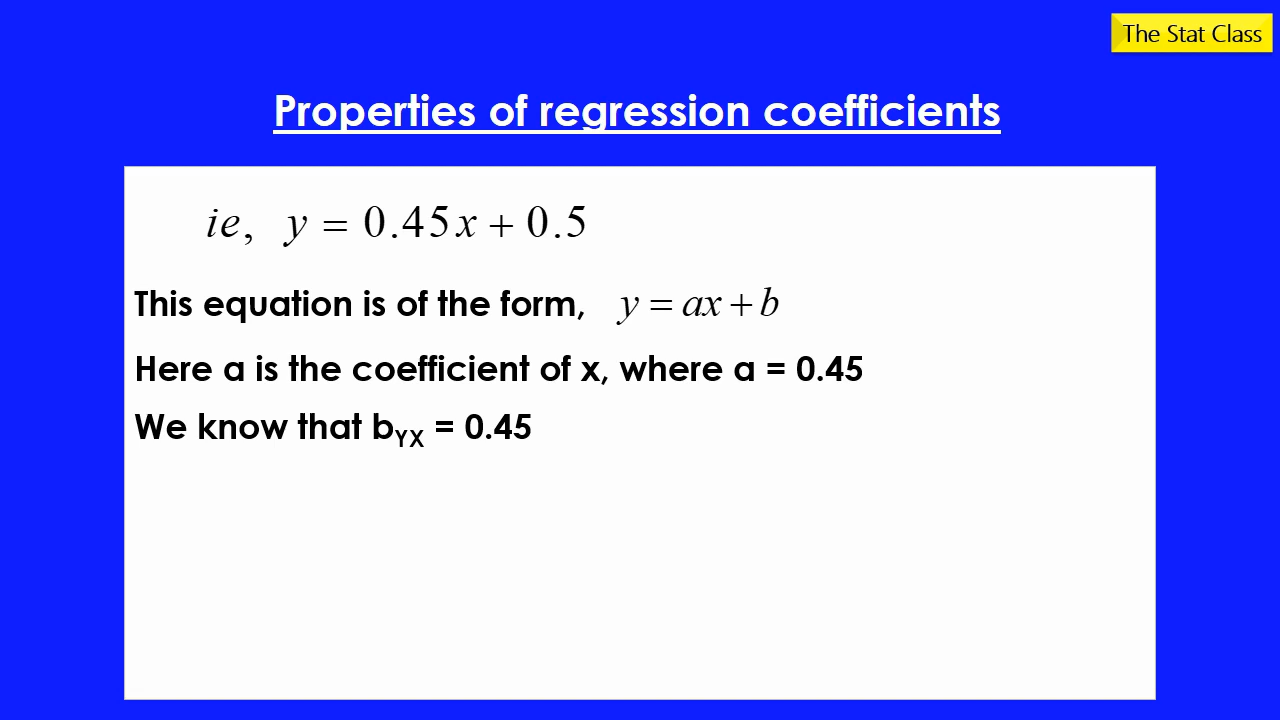 The Stat Class
Properties of regression coefficients
ie, y = 0.45x + 0.5
This equation is of the form, y = ax + b
Here a is the coefficient of x, where a = 0.45
We know that bYX = 0.45